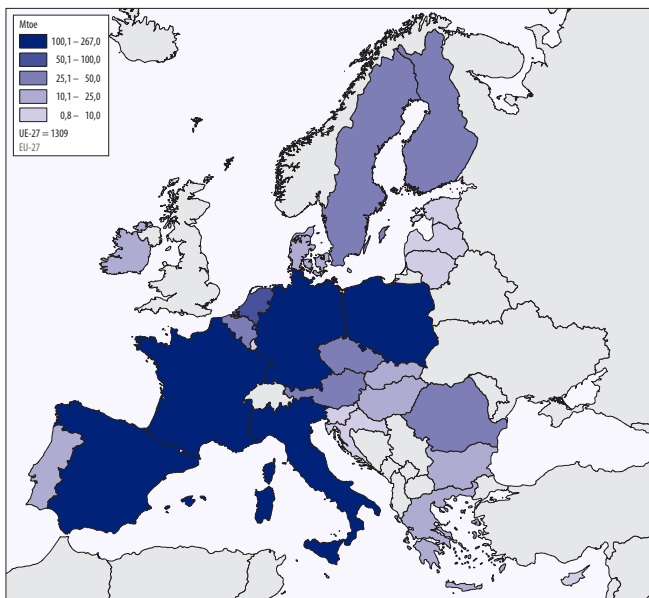 Mtoe
100,1 – 267,0
50,1 – 100,0
25,1 – 50,0
10,1 – 25,0
0,8 – 10,0
UE-27 = 1309
EU-27